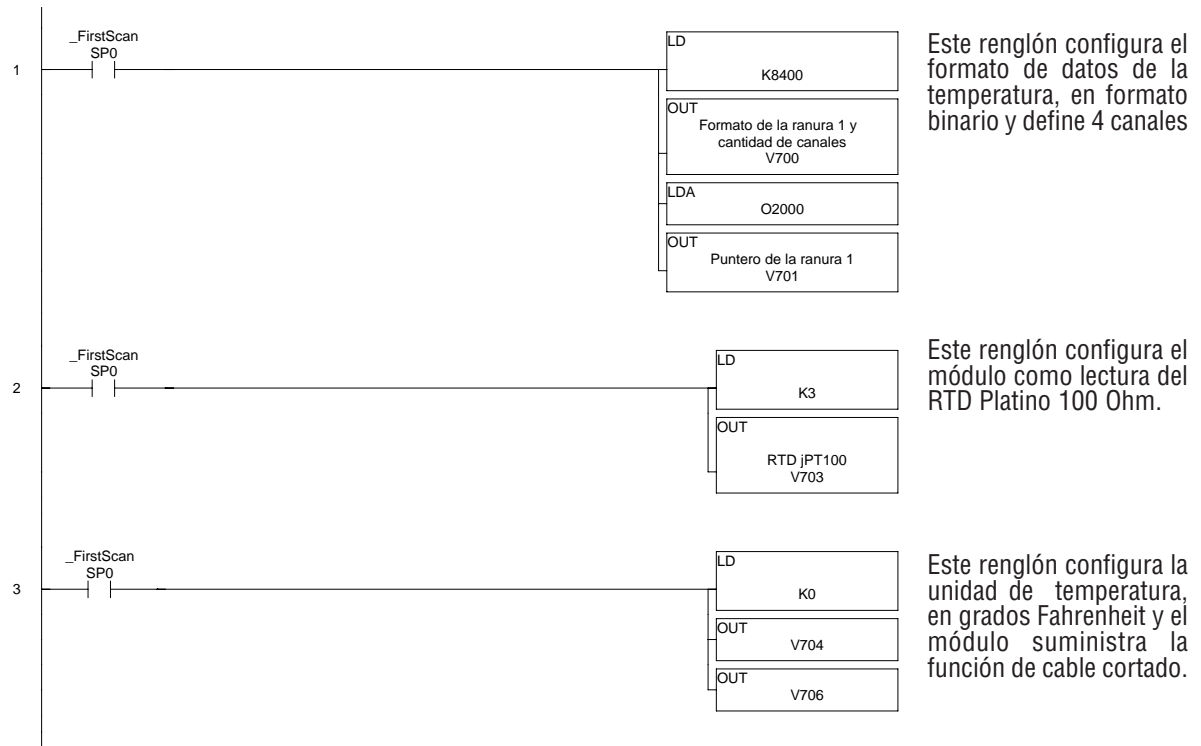 _FirstScan
SP0
1
LD
K8400
OUT
Formato de la ranura 1 y
cantidad de canales
V700
LDA
O2000
OUT
Puntero de la ranura 1
V701
Este renglón configura el
formato de datos de la
temperatura, en formato
binario y define 4 canales
_FirstScan
SP0
2
LD
K3
OUT
RTD jPT100
V703
Este renglón configura el
módulo como lectura del
RTD Platino 100 Ohm.
_FirstScan
SP0
3
LD
K0
OUT
V704
OUT
V706
Este renglón configura la
unidad de temperatura,
en grados Fahrenheit y el
módulo suministra la
función de cable cortado.